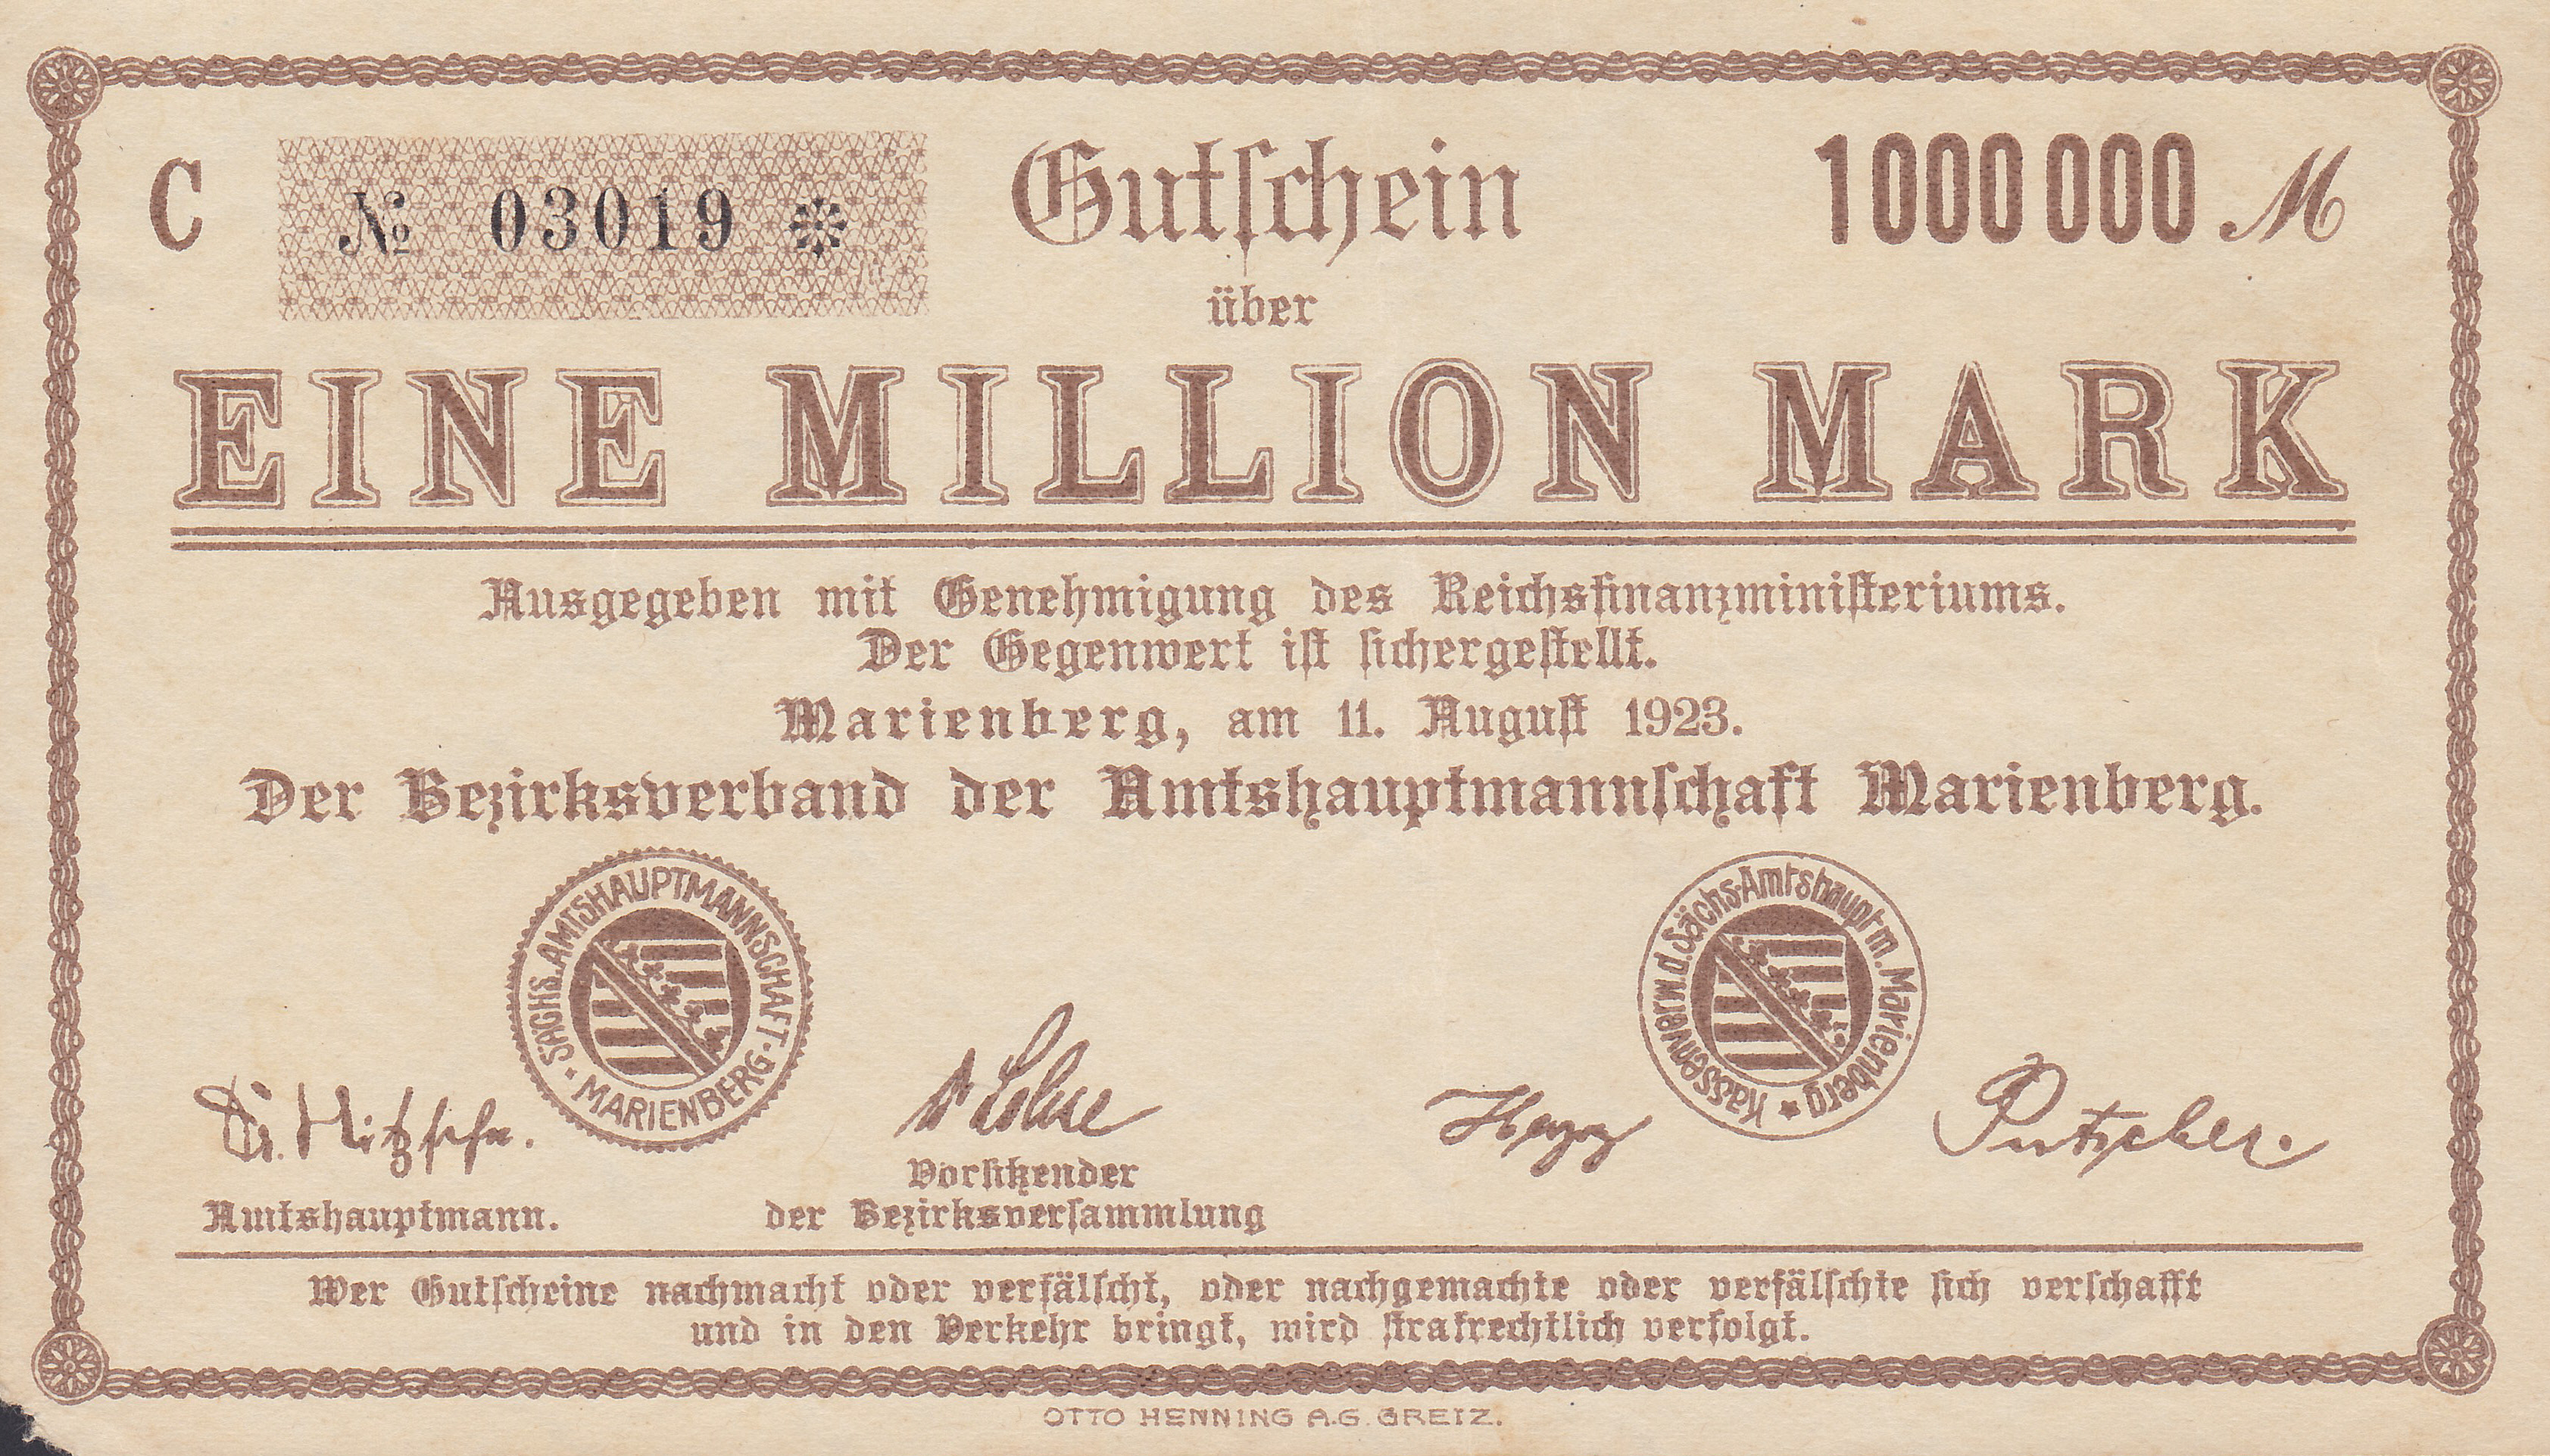 C № 03019 Gutschein 1000000 M
über
EINE MILLION MARK
Ausgegeben mit Genehmigung des Reichsfinanzministeriums.
Der Gegenwert ist sichergestellt.
Marienberg, am 11. August 1923.
Der Bezirksverband der Amtshauptmannschaft Marienberg.
SÄCHS. AMTSHAUPTMANNSCHAFT · MARIENBERG ·
Kassenverw. d. Sächs. Amtshauptm. Marienberg
Vorsitzender
Amtshauptmann. der Bezirksversammlung
Wer Gutscheine nachmacht oder verfälscht, oder nachgemachte oder verfälschte sich verschafft
und in den Verkehr bringt, wird strafrechtlich verfolgt.
OTTO HENNING A.G. GREIZ.